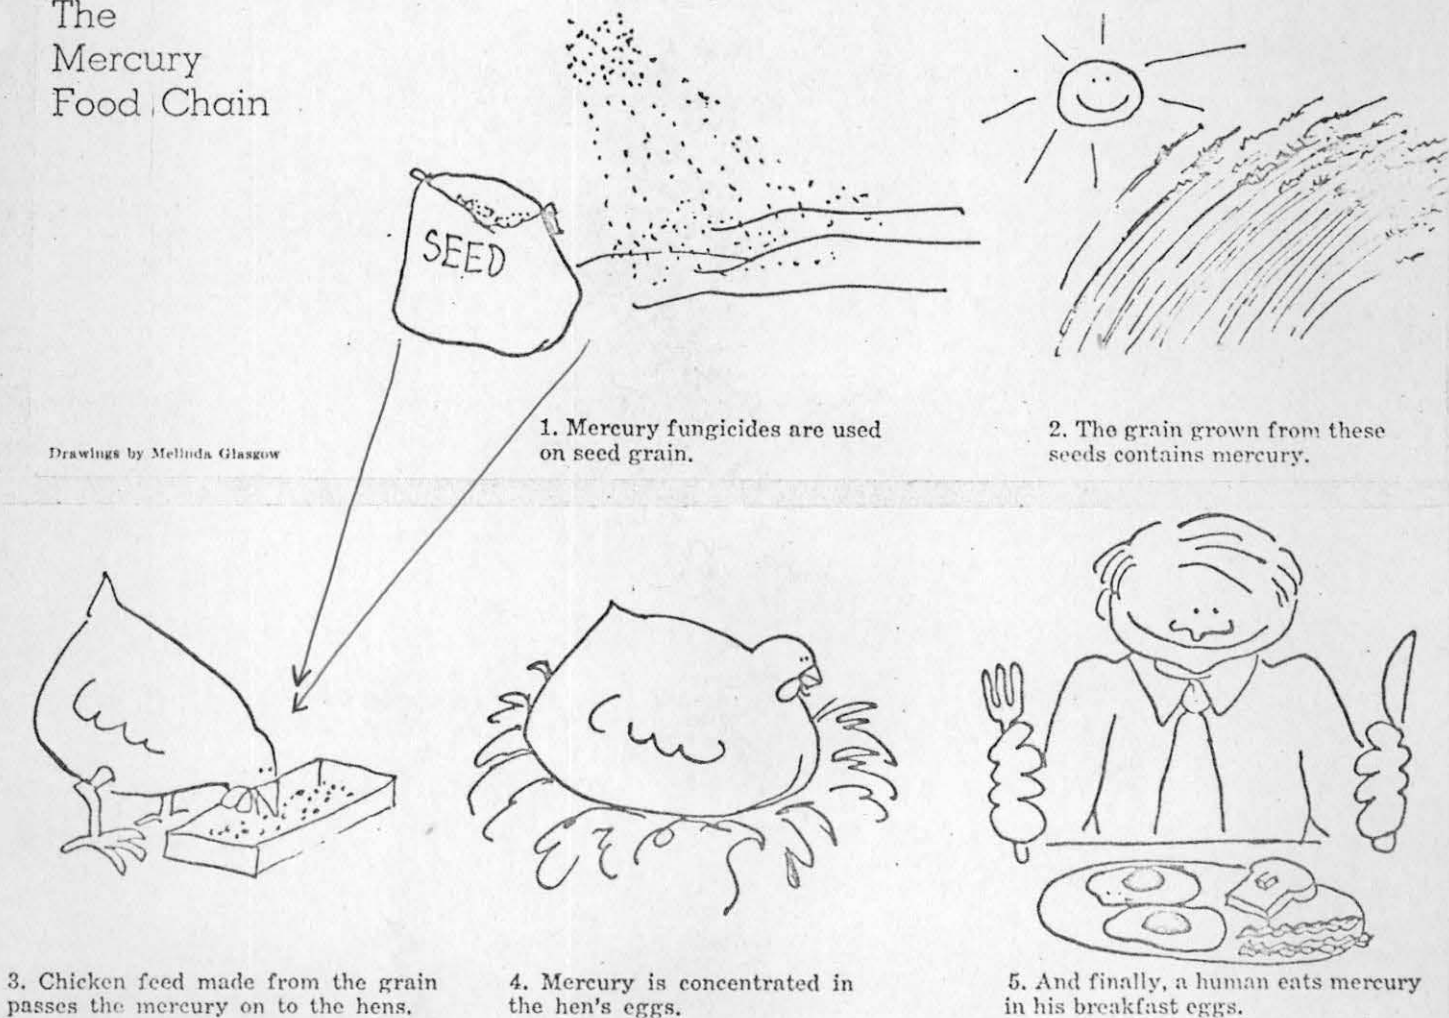 The
Mercury
Food Chain
SEED
Drawings by Melinda Glasgow
1. Mercury fungicides are used
on seed grain.
2. The grain grown from these
seeds contains mercury.
3. Chicken feed made from the grain
passes the mercury on to the hens.
4. Mercury is concentrated in
the hen's eggs.
5. And finally, a human eats mercury
in his breakfast eggs.